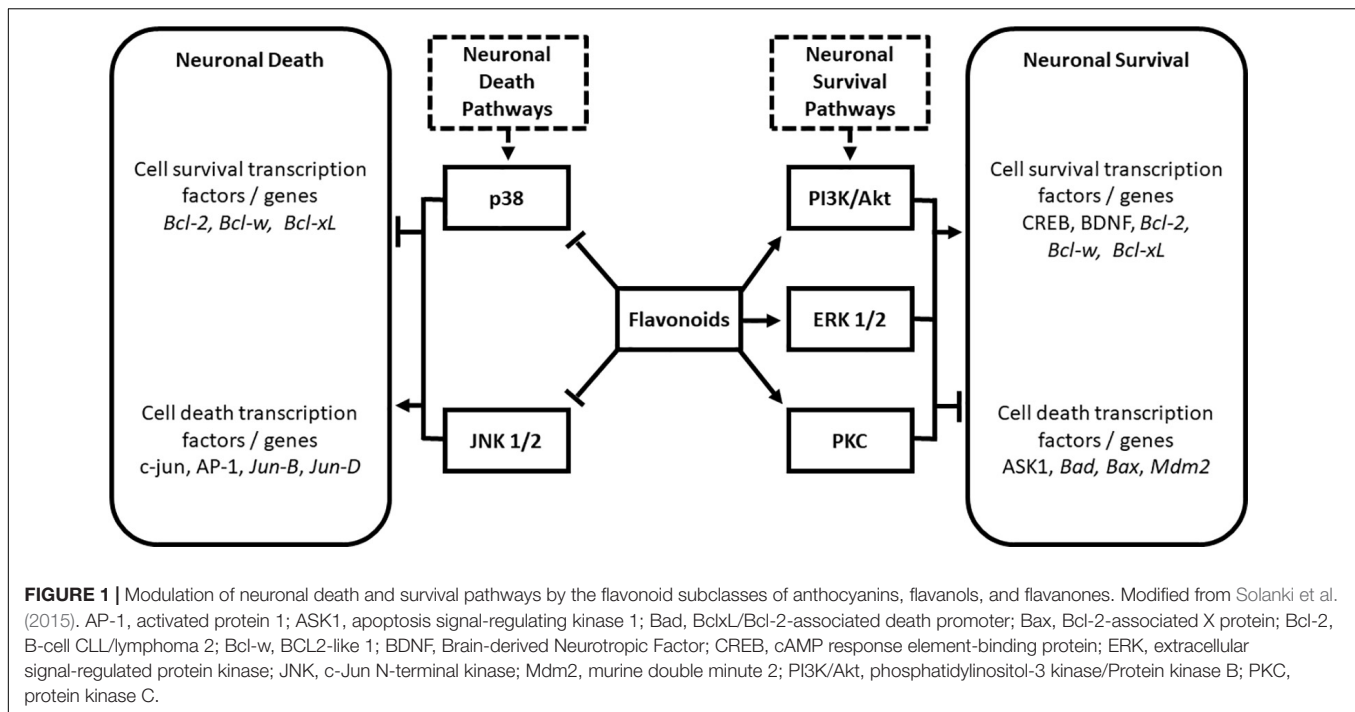 Neuronal Death
Cell survival transcription
factors / genes
Bcl-2, Bcl-w, Bcl-xL
Cell death transcription
factors / genes
c-jun, AP-1, Jun-B, Jun-D
Neuronal
Death
Pathways
p38
JNK 1/2
Flavonoids
Neuronal
Survival
Pathways
PI3K/Akt
ERK 1/2
PKC
Neuronal Survival
Cell survival transcription
factors / genes
CREB, BDNF, Bcl-2,
Bcl-w, Bcl-xL
Cell death transcription
factors / genes
ASK1, Bad, Bax, Mdm2
FIGURE 1 | Modulation of neuronal death and survival pathways by the flavonoid subclasses of anthocyanins, flavanols, and flavanones. Modified from Solanki et al.
(2015). AP-1, activated protein 1; ASK1, apoptosis signal-regulating kinase 1; Bad, BclxL/Bcl-2-associated death promoter; Bax, Bcl-2-associated X protein; Bcl-2,
B-cell CLL/lymphoma 2; Bcl-w, BCL2-like 1; BDNF, Brain-derived Neurotropic Factor; CREB, cAMP response element-binding protein; ERK, extracellular
signal-regulated protein kinase; JNK, c-Jun N-terminal kinase; Mdm2, murine double minute 2; PI3K/Akt, phosphatidylinositol-3 kinase/Protein kinase B; PKC,
protein kinase C.